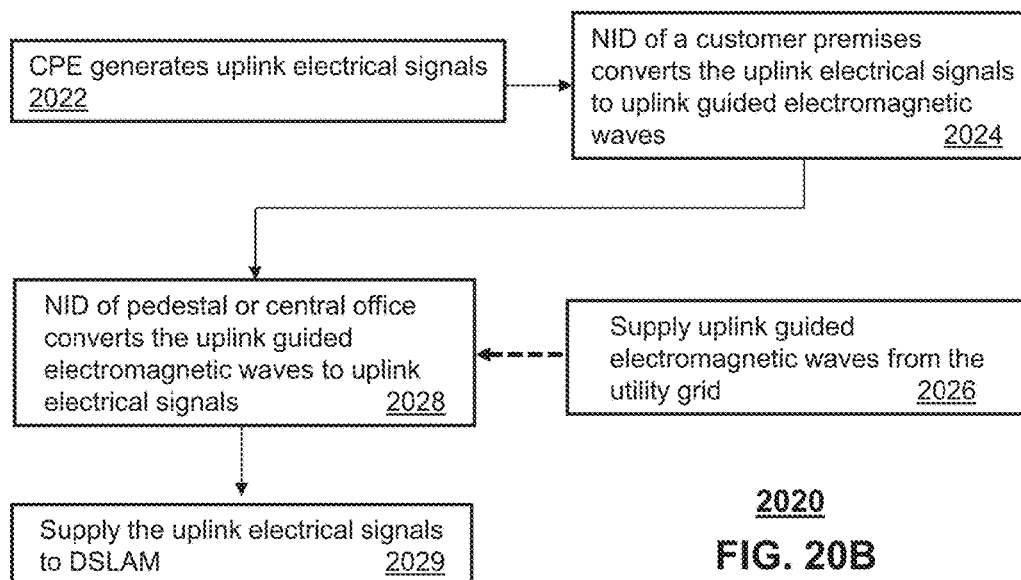 CPE generates uplink electrical signals
2022
NID of a customer premises
converts the uplink electrical signals
to uplink guided electromagnetic
waves 2024
NID of pedestal or central office
converts the uplink guided
electromagnetic waves to uplink
electrical signals 2028
Supply uplink guided
electromagnetic waves from the
utility grid 2026
Supply the uplink electrical signals
to DSLAM 2029
2020
FIG. 20B